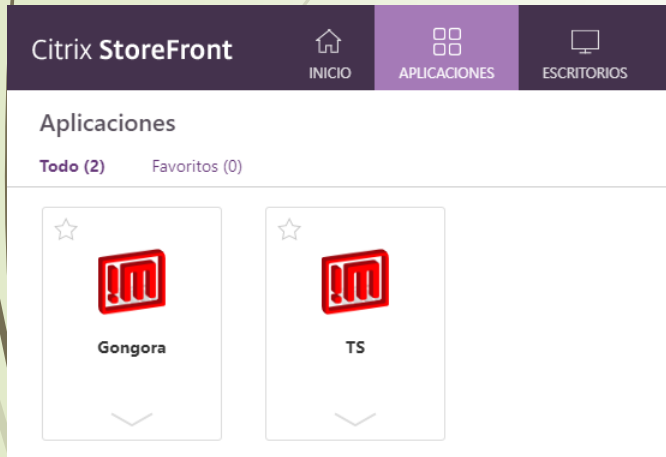 Citrix StoreFront
INICIO
APLICACIONES
ESCRITORIOS
Aplicaciones
Todo (2) Favoritos (0)
!m !m
Gongora TS